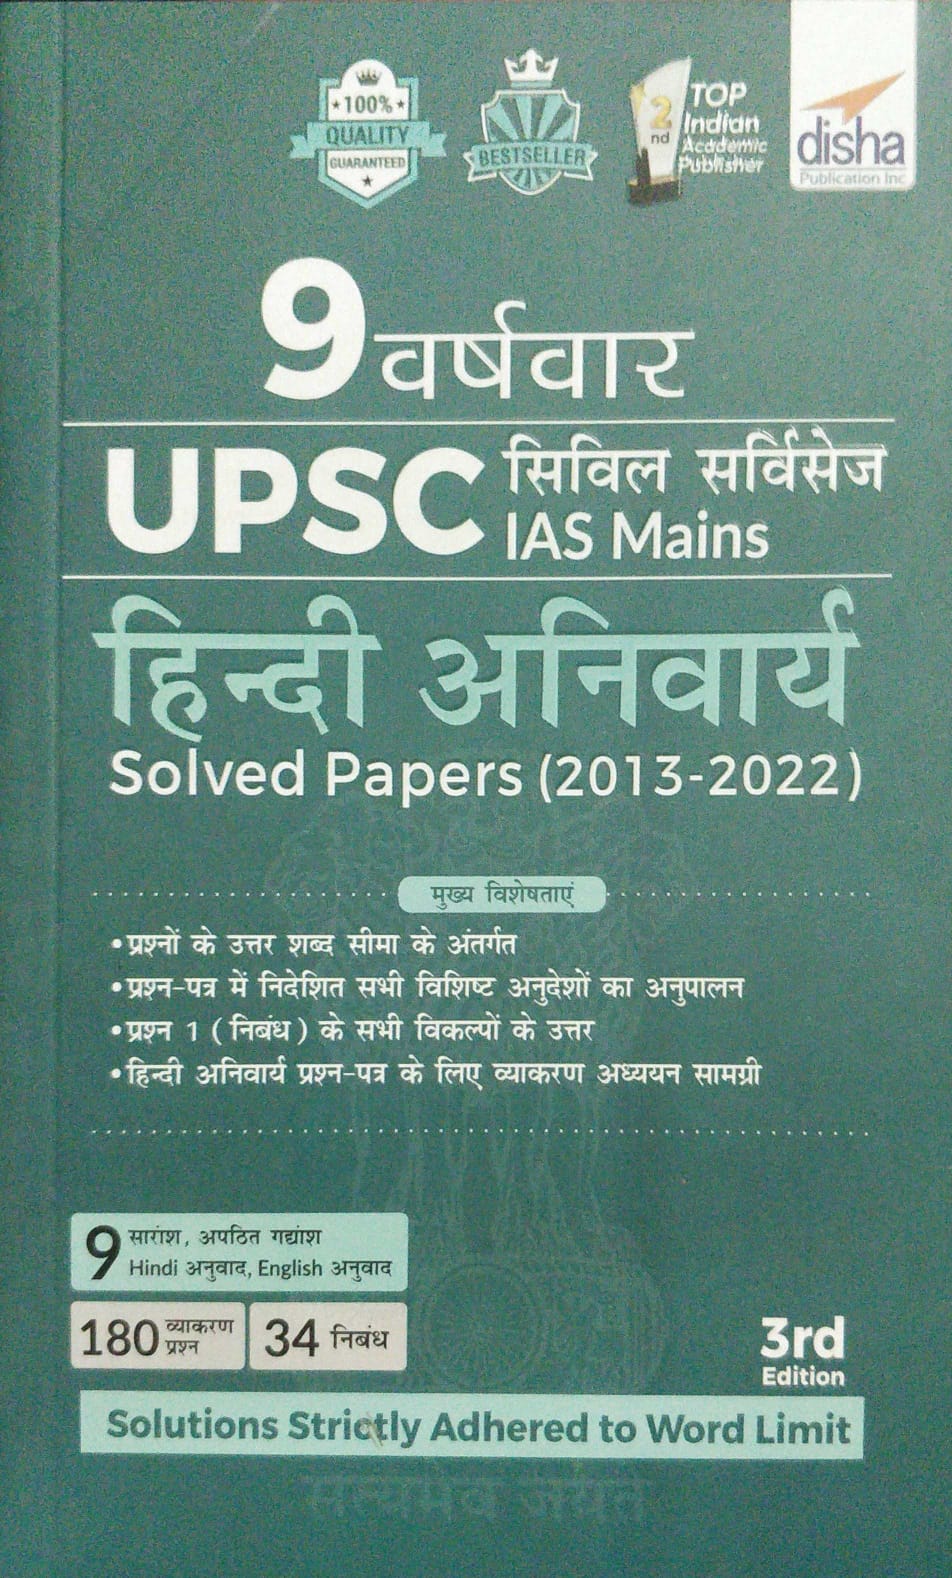 ★ 100% ★
QUALITY
GUARANTEED
BESTSELLER
2nd
TOP
Indian
Academic
Publisher
disha
Publication Inc
9 वर्षवार
UPSC सिविल सर्विसेज
IAS Mains
हिन्दी अनिवार्य
Solved Papers (2013-2022)
मुख्य विशेषताएं
•प्रश्नों के उत्तर शब्द सीमा के अंतर्गत
•प्रश्न-पत्र में निदेशित सभी विशिष्ट अनुदेशों का अनुपालन
•प्रश्न 1 (निबंध) के सभी विकल्पों के उत्तर
•हिन्दी अनिवार्य प्रश्न-पत्र के लिए व्याकरण अध्ययन सामग्री
9 सारांश, अपठित गद्यांश
Hindi अनुवाद, English अनुवाद
180 व्याकरण प्रश्न
34 निबंध
3rd
Edition
Solutions Strictly Adhered to Word Limit
सत्यमेव जयते